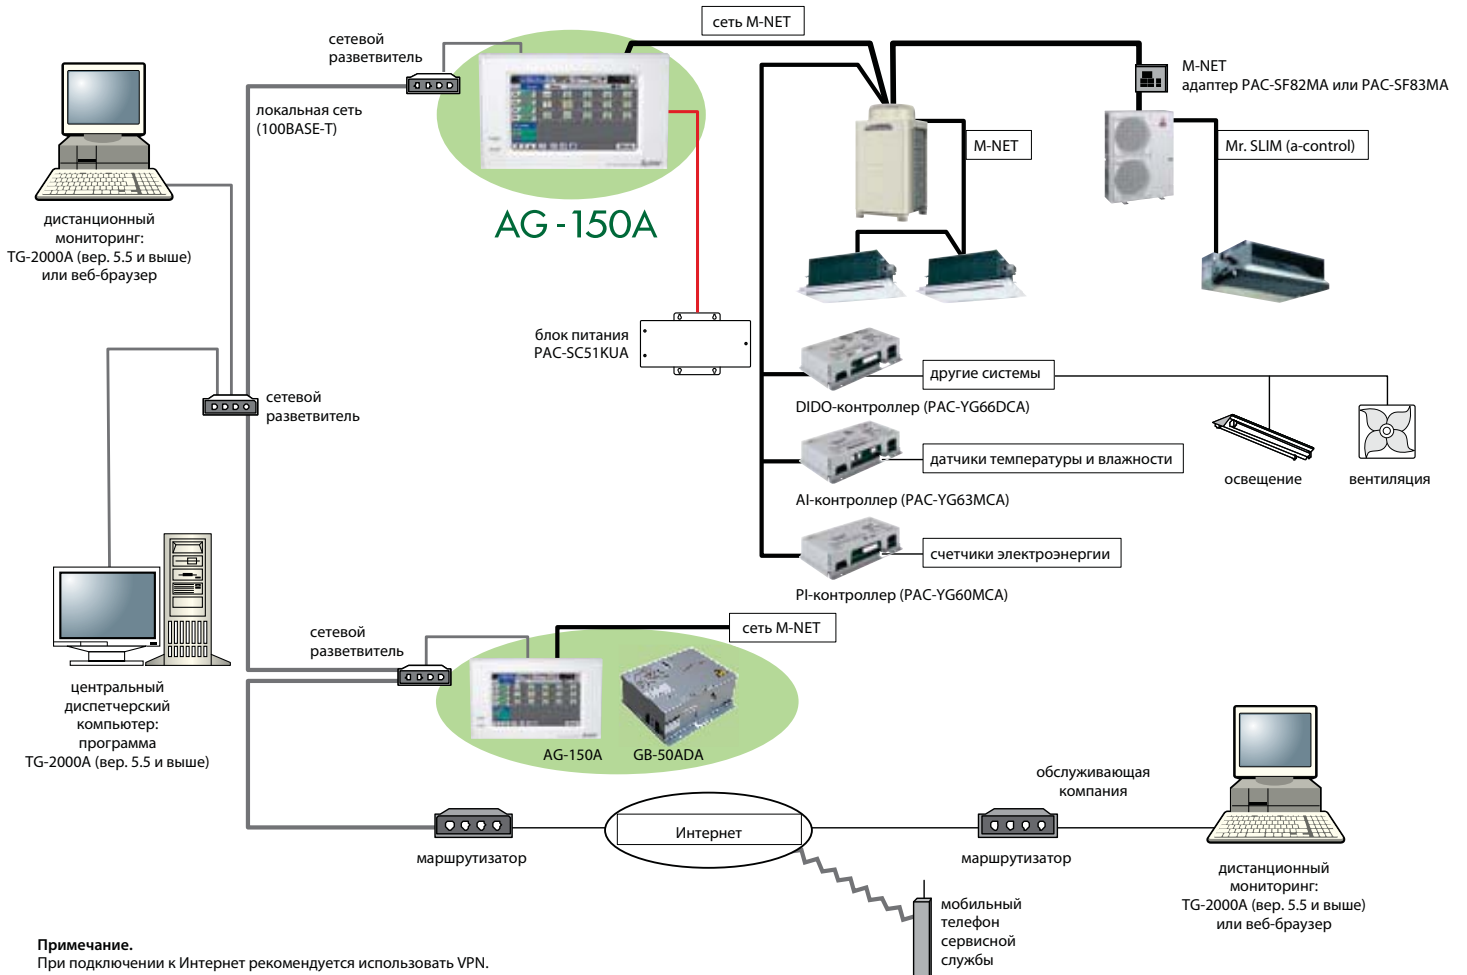 сеть M-NET
сетевой
разветвитель
M-NET
адаптер PAC-SF82MA или PAC-SF83MA
локальная сеть
(100BASE-T)
M-NET
Mr. SLIM (a-control)
AG-150A
дистанционный
мониторинг:
TG-2000A (вер. 5.5 и выше)
или веб-браузер
блок питания
PAC-SC51KUA
другие системы
DIDO-контроллер (PAC-YG66DCA)
сетевой
разветвитель
датчики температуры и влажности
освещение
вентиляция
AI-контроллер (PAC-YG63MCA)
счетчики электроэнергии
PI-контроллер (PAC-YG60MCA)
сетевой
разветвитель
сеть M-NET
центральный
диспетчерский
компьютер:
программа
TG-2000A (вер. 5.5 и выше)
AG-150A
GB-50ADA
обслуживающая
компания
Интернет
маршрутизатор
маршрутизатор
дистанционный
мониторинг:
TG-2000A (вер. 5.5 и выше)
или веб-браузер
мобильный
телефон
сервисной
службы
Примечание.
При подключении к Интернет рекомендуется использовать VPN.